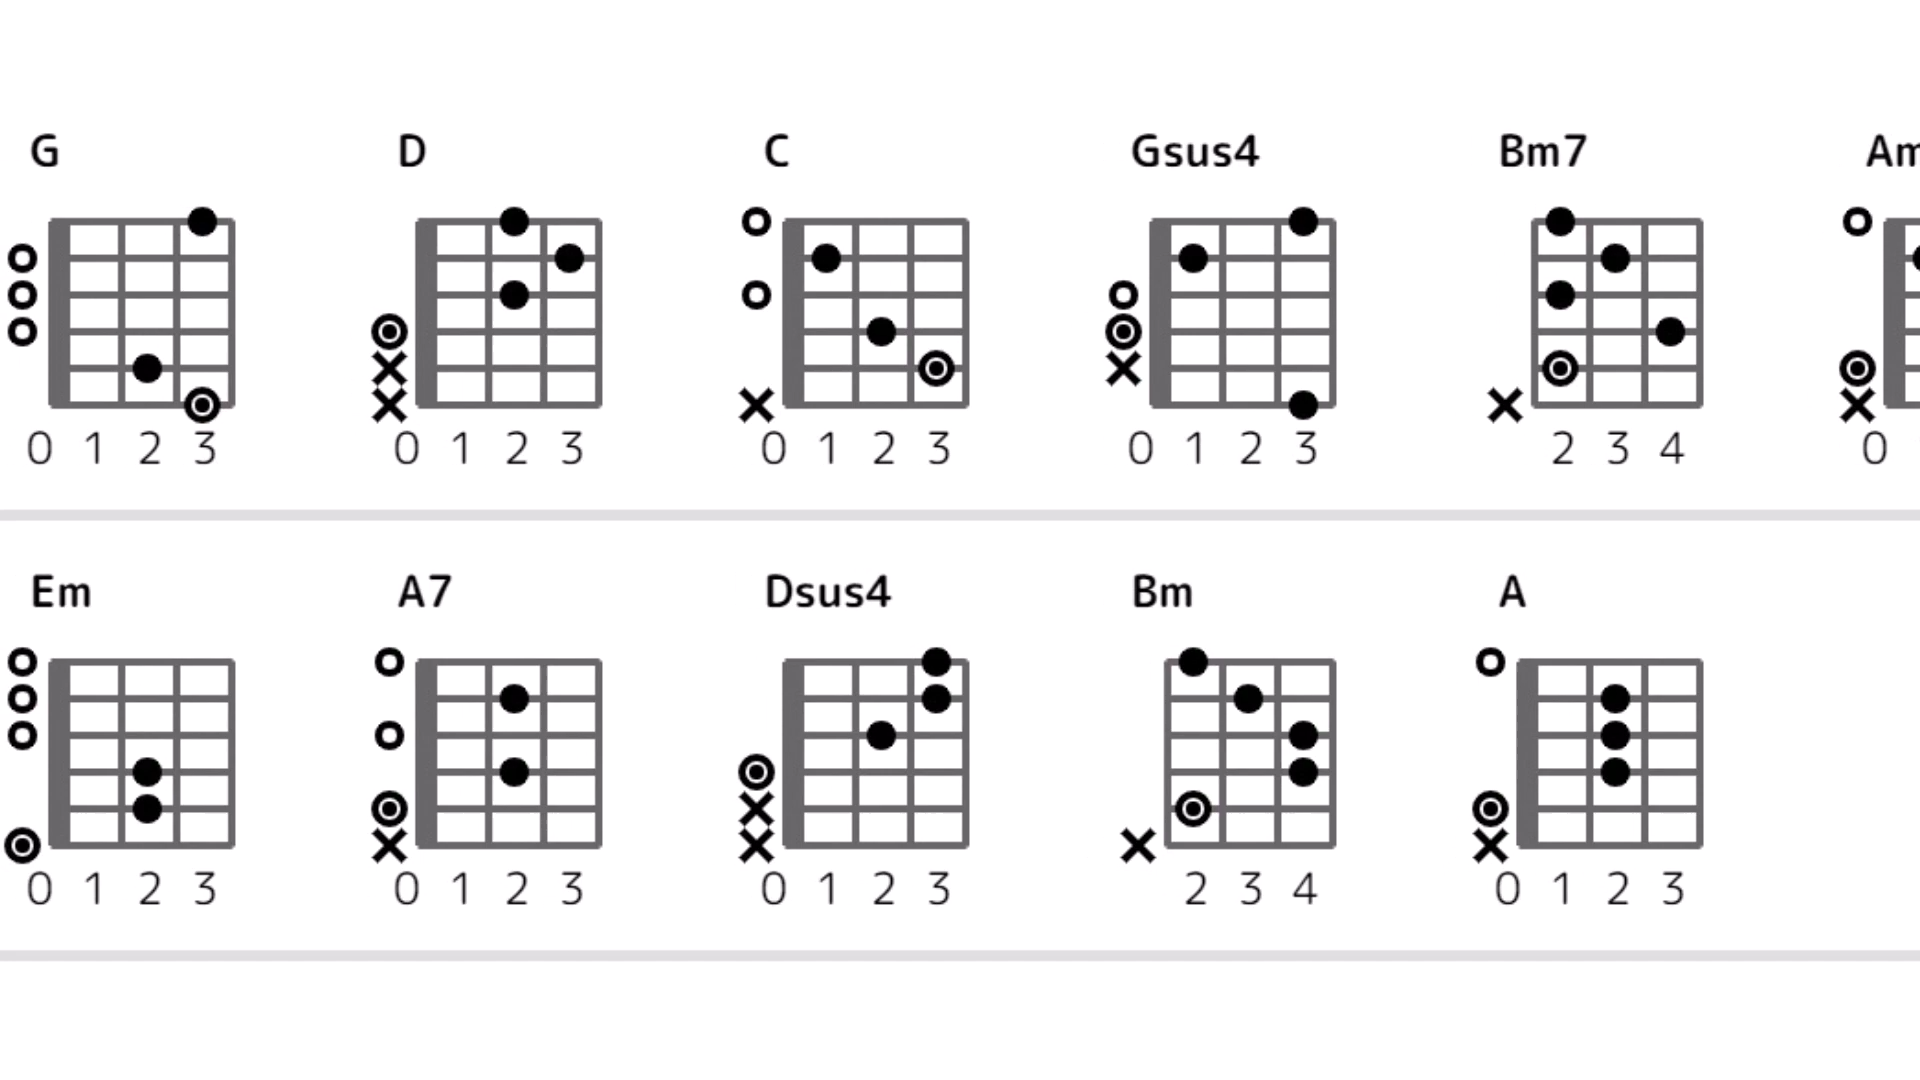 G D C Gsus4 Bm7 Am
0 1 2 3 0 1 2 3 0 1 2 3 0 1 2 3 2 3 4 0
Em A7 Dsus4 Bm A
0 1 2 3 0 1 2 3 0 1 2 3 2 3 4 0 1 2 3